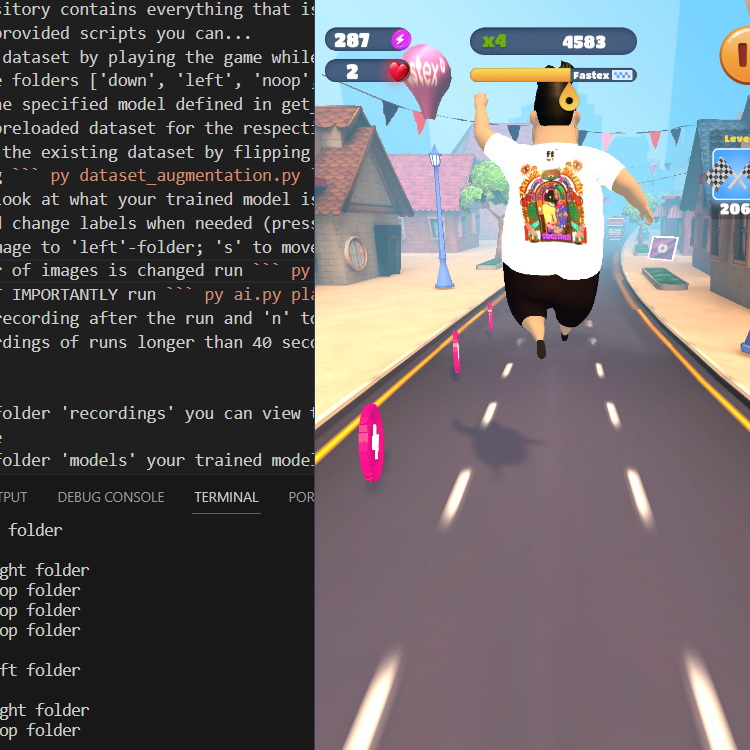 sitory contains everything that is
provided scripts you can...
dataset by playing the game while
e folders ['down', 'left', 'noop',
ne specified model defined in get_
preloaded dataset for the respecti
the existing dataset by flipping
g ``` py dataset_augmentation.py
look at what your trained model is
d change labels when needed (press
mage to 'left'-folder; 's' to move
r of images is changed run ``` py
T IMPORTANTLY run ``` py ai.py pla
recording after the run and 'n' to
rdings of runs longer than 40 seco
folder 'recordings' you can view
e
folder 'models' your trained model
TPUT DEBUG CONSOLE TERMINAL POR
folder
ght folder
op folder
op folder
op folder
ft folder
ght folder
op folder
287
2
x4 4583
Fastex
stex
Leve
206